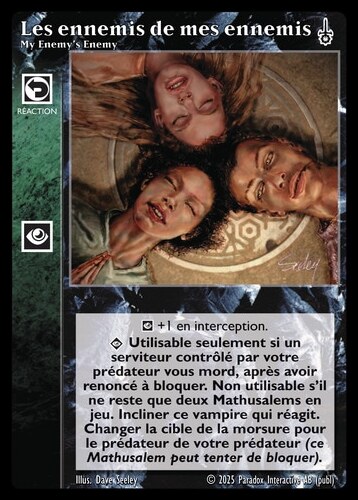 Les ennemis de mes ennemis
My Enemy's Enemy
RÉACTION
Seeley
+1 en interception.
Utilisable seulement si un
serviteur contrôlé par votre
prédateur vous mord, après avoir
renoncé à bloquer. Non utilisable s'il
ne reste que deux Mathusalems en
jeu. Incliner ce vampire qui réagit.
Changer la cible de la morsure pour
le prédateur de votre prédateur (ce
Mathusalem peut tenter de bloquer).
Illus. Dave Seeley
© 2025 Paradox Interactive AB (publ)